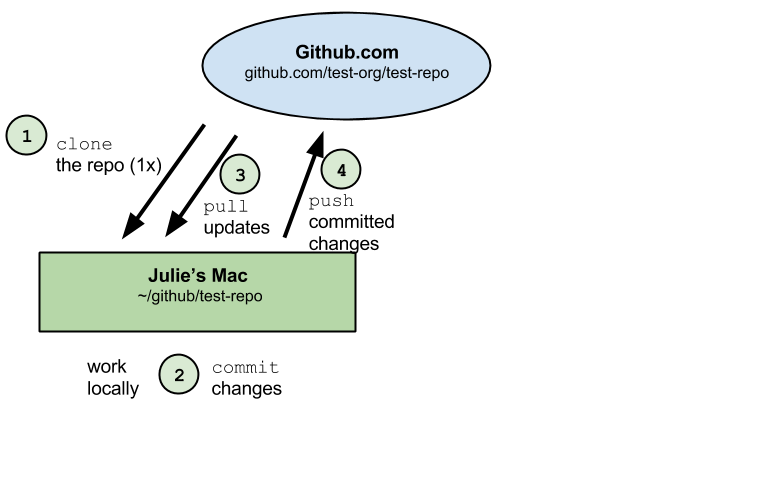 Github.com
github.com/test-org/test-repo
1
clone
the repo (1x)
3
pull
updates
4
push
committed
changes
Julie’s Mac
~/github/test-repo
work
locally
2
commit
changes